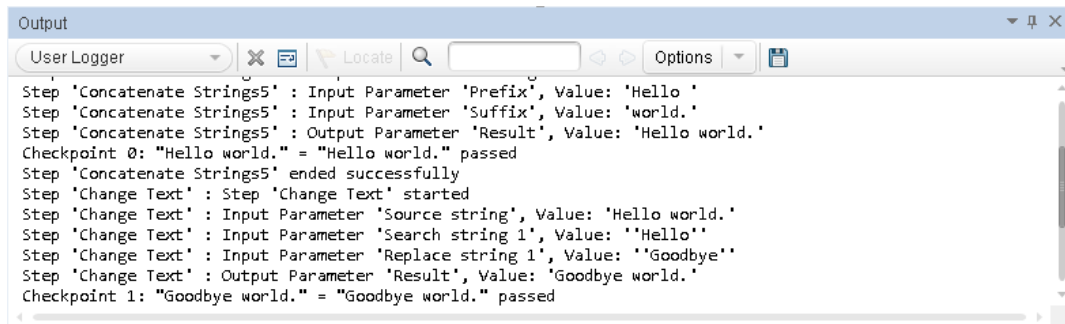 Output
User Logger Locate Options
Step 'Concatenate Strings5' : Input Parameter 'Prefix', Value: 'Hello '
Step 'Concatenate Strings5' : Input Parameter 'Suffix', Value: 'world.'
Step 'Concatenate Strings5' : Output Parameter 'Result', Value: 'Hello world.'
Checkpoint 0: "Hello world." = "Hello world." passed
Step 'Concatenate Strings5' ended successfully
Step 'Change Text' : Step 'Change Text' started
Step 'Change Text' : Input Parameter 'Source string', Value: 'Hello world.'
Step 'Change Text' : Input Parameter 'Search string 1', Value: ''Hello''
Step 'Change Text' : Input Parameter 'Replace string 1', Value: ''Goodbye''
Step 'Change Text' : Output Parameter 'Result', Value: 'Goodbye world.'
Checkpoint 1: "Goodbye world." = "Goodbye world." passed